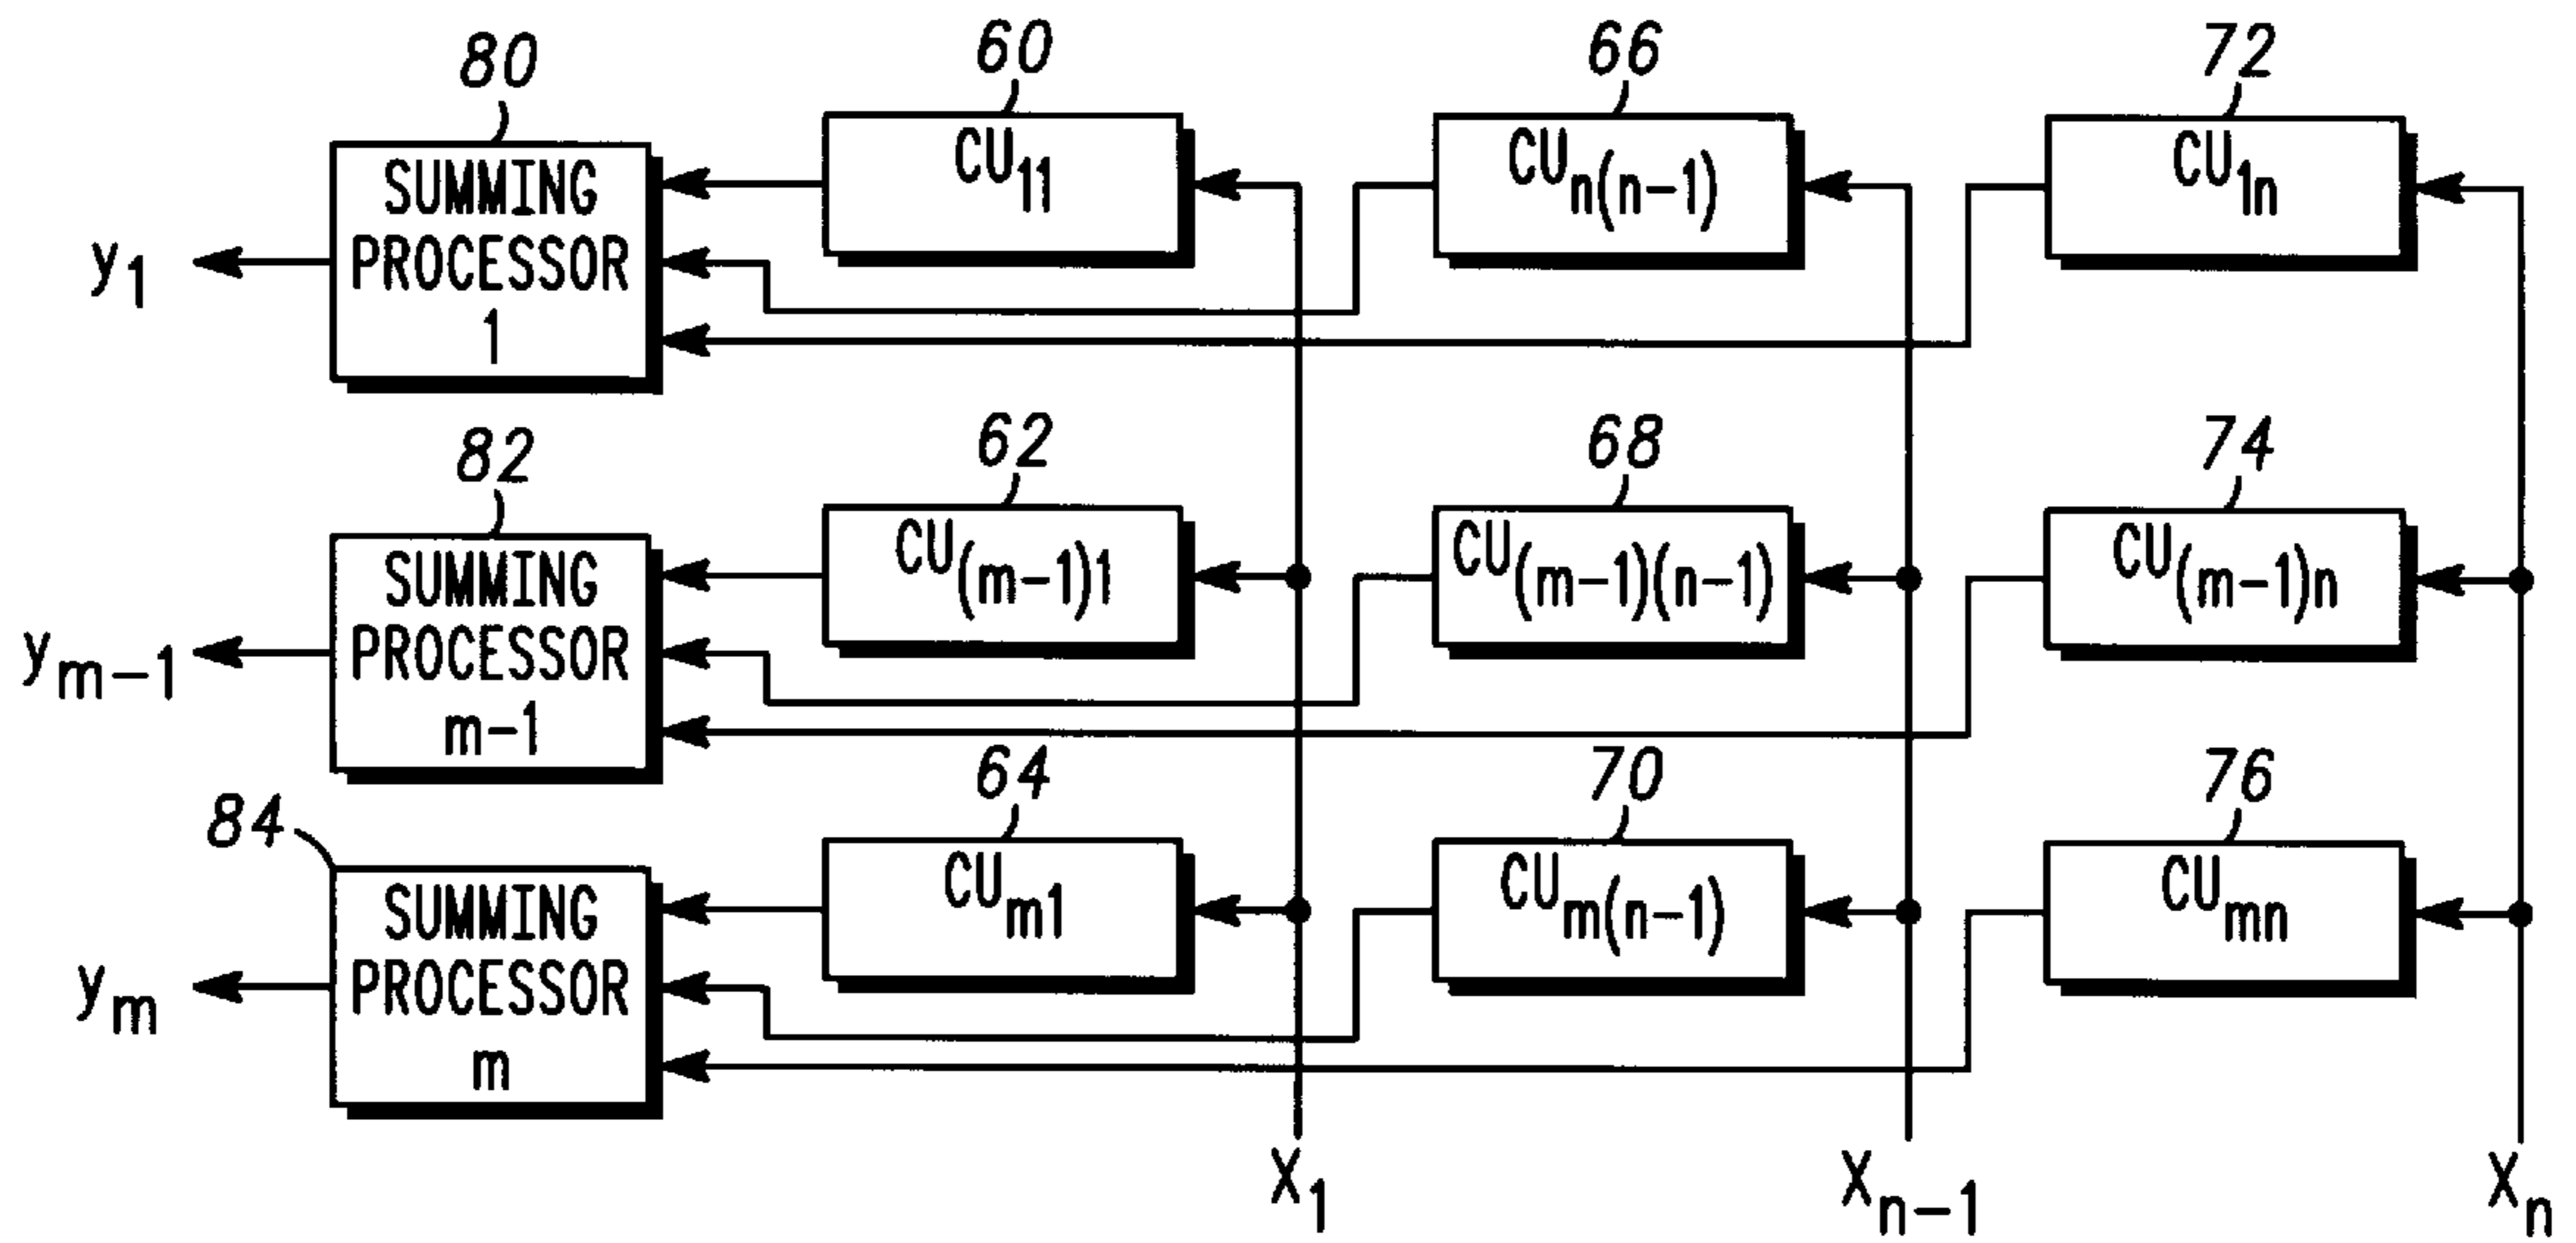 80
60
66
72
SUMMING
PROCESSOR
1
CU11
CUn(n-1)
CU1n
y1
82
62
68
74
SUMMING
PROCESSOR
m-1
CU(m-1)1
CU(m-1)(n-1)
CU(m-1)n
ym-1
84
64
70
76
SUMMING
PROCESSOR
m
CUm1
CUm(n-1)
CUmn
ym
X1
Xn-1
Xn